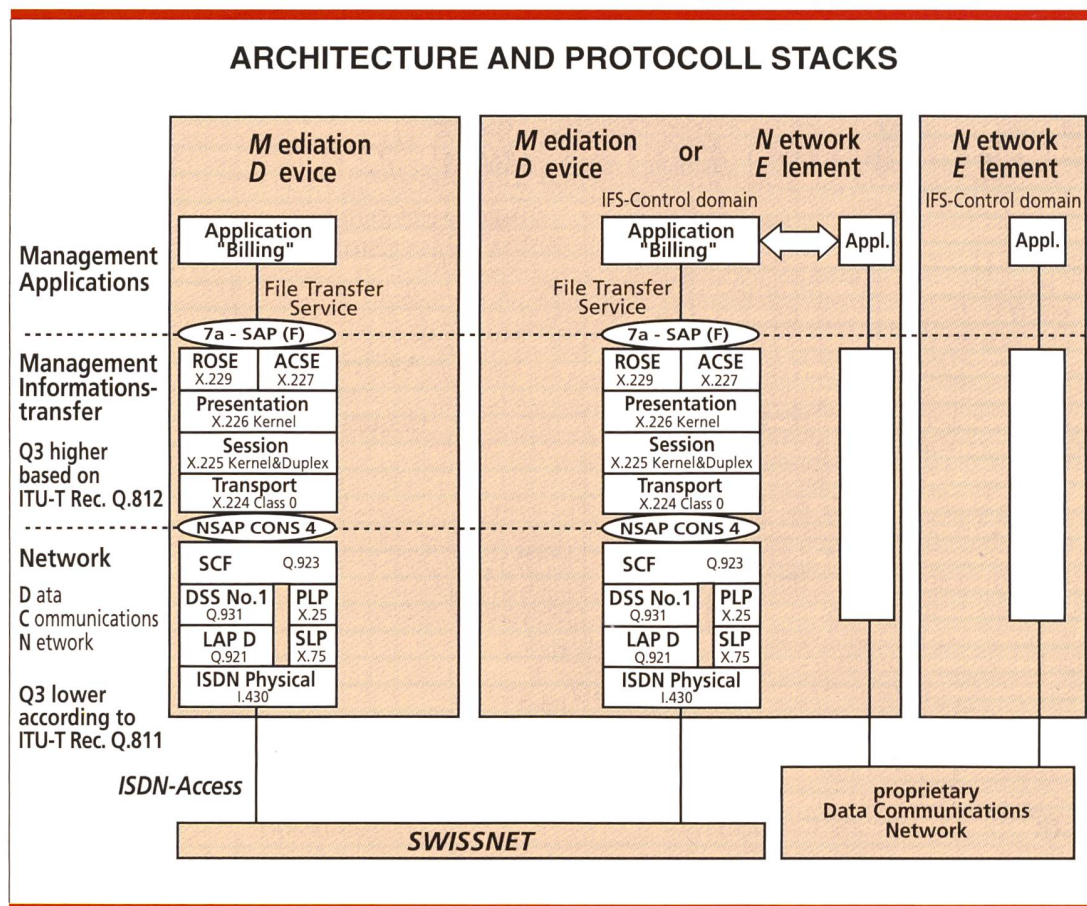 ARCHITECTURE AND PROTOCOLL STACKS
Mediation
Device
Mediation or Network
Device Element
IFS-Control domain
Network
Element
IFS-Control domain
Management
Applications
Application
"Billing"
File Transfer
Service
Application
"Billing"
Appl.
File Transfer
Service
Appl.
7a - SAP (F)
7a - SAP (F)
Management
Informations-
transfer
Q3 higher
based on
ITU-T Rec. Q.812
ROSE ACSE
X.229 X.227
Presentation
X.226 Kernel
Session
X.225 Kernel&Duplex
Transport
X.224 Class 0
ROSE ACSE
X.229 X.227
Presentation
X.226 Kernel
Session
X.225 Kernel&Duplex
Transport
X.224 Class 0
NSAP CONS 4
NSAP CONS 4
Network
Data
Communications
Network
Q3 lower
according to
ITU-T Rec. Q.811
SCF Q.923
DSS No.1 PLP
Q.931 X.25
LAP D SLP
Q.921 X.75
ISDN Physical
I.430
SCF Q.923
DSS No.1 PLP
Q.931 X.25
LAP D SLP
Q.921 X.75
ISDN Physical
I.430
ISDN-Access
SWISSNET
proprietary
Data Communications
Network